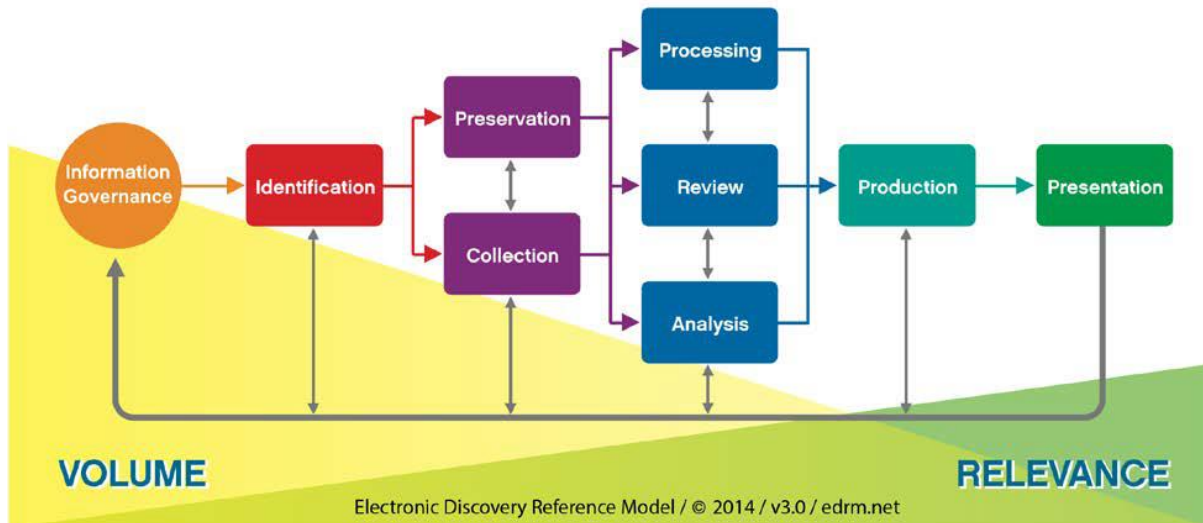 Information
Governance
Identification
Preservation
Collection
Processing
Review
Analysis
Production
Presentation
VOLUME
RELEVANCE
Electronic Discovery Reference Model / © 2014 / v3.0 / edrm.net